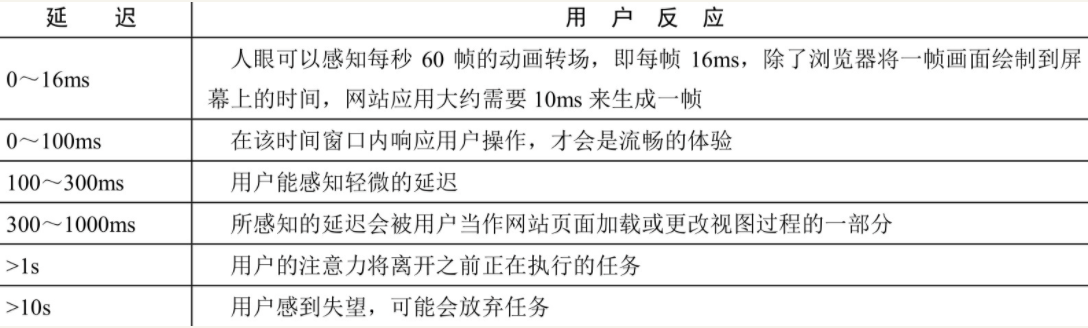 延 迟 用 户 反 应
0～16ms 人眼可以感知每秒 60 帧的动画转场，即每帧 16ms，除了浏览器将一帧画面绘制到屏
幕上的时间，网站应用大约需要 10ms 来生成一帧
0～100ms 在该时间窗口内响应用户操作，才会是流畅的体验
100～300ms 用户能感知轻微的延迟
300～1000ms 所感知的延迟会被用户当作网站页面加载或更改视图过程的一部分
>1s 用户的注意力将离开之前正在执行的任务
>10s 用户感到失望，可能会放弃任务